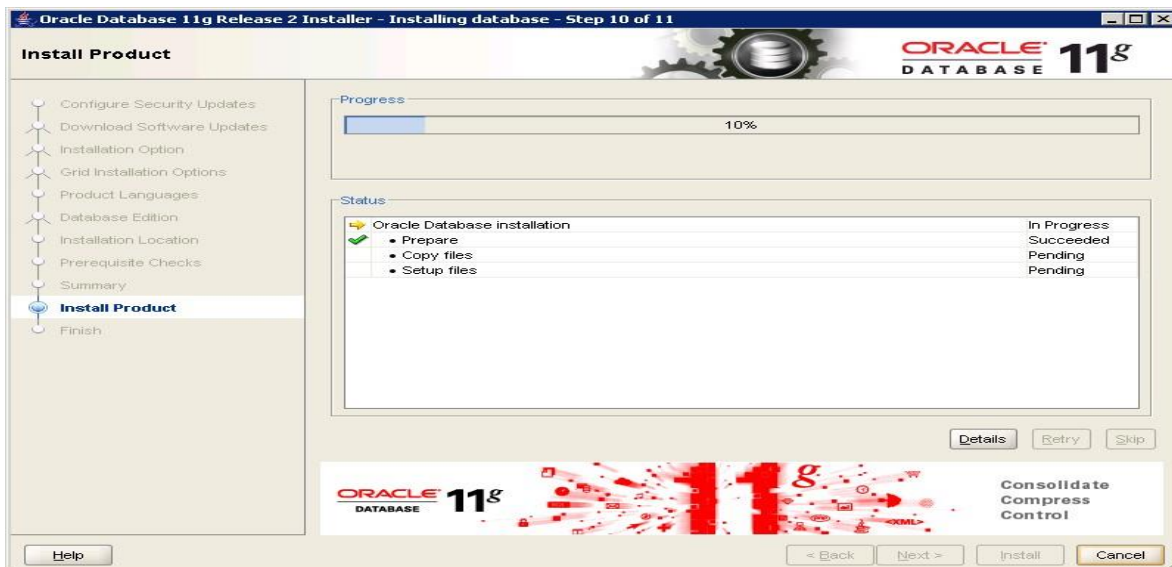 Oracle Database 11g Release 2 Installer - Installing database - Step 10 of 11
Install Product
ORACLE DATABASE 11g
Configure Security Updates
Download Software Updates
Installation Option
Grid Installation Options
Product Languages
Database Edition
Installation Location
Prerequisite Checks
Summary
Install Product
Finish
Progress
10%
Status
Oracle Database installation In Progress
• Prepare Succeeded
• Copy files Pending
• Setup files Pending
Details Retry Skip
ORACLE DATABASE 11g
11g
<XML>
Consolidate
Compress
Control
Help < Back Next > Install Cancel